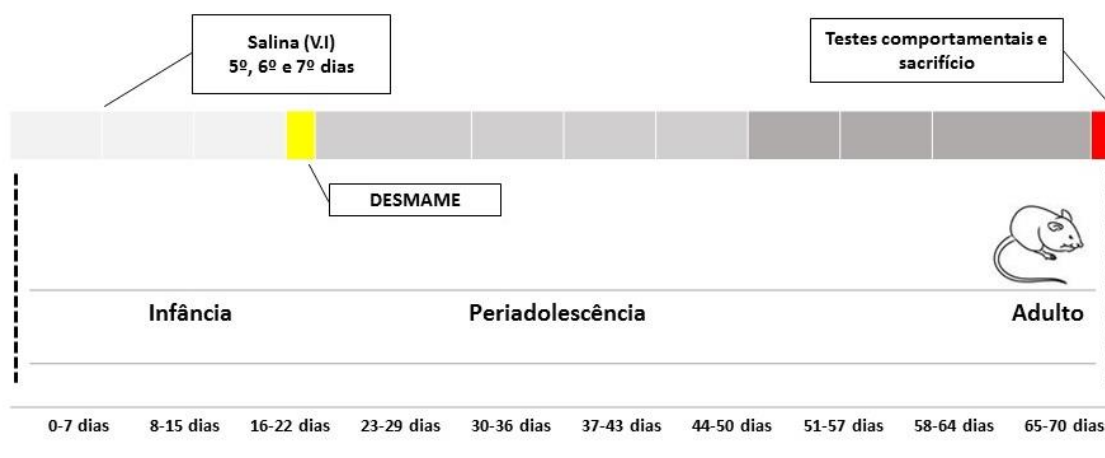 Salina (V.I)
5º, 6º e 7º dias
Testes comportamentais e
sacrifício
DESMAME
Infância
Periadolescência
Adulto
0-7 dias
8-15 dias
16-22 dias
23-29 dias
30-36 dias
37-43 dias
44-50 dias
51-57 dias
58-64 dias
65-70 dias